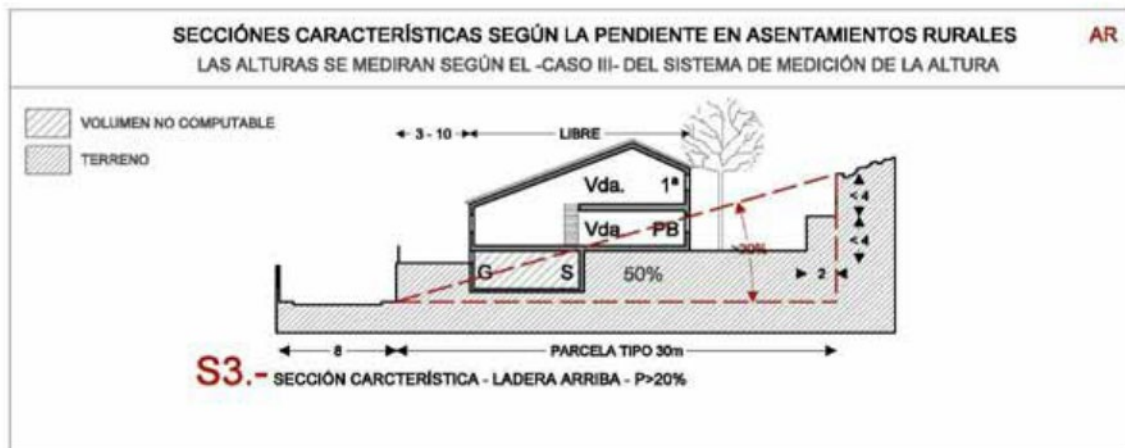 SECCIÓNES CARACTERÍSTICAS SEGÚN LA PENDIENTE EN ASENTAMIENTOS RURALES
AR
LAS ALTURAS SE MEDIRAN SEGÚN EL -CASO III- DEL SISTEMA DE MEDICIÓN DE LA ALTURA
VOLUMEN NO COMPUTABLE
TERRENO
3 - 10
LIBRE
Vda. 1ª
Vda PB
G S
50%
20%
< 4
< 4
2
8
PARCELA TIPO 30m
S3.- SECCIÓN CARCTERÍSTICA - LADERA ARRIBA - P>20%